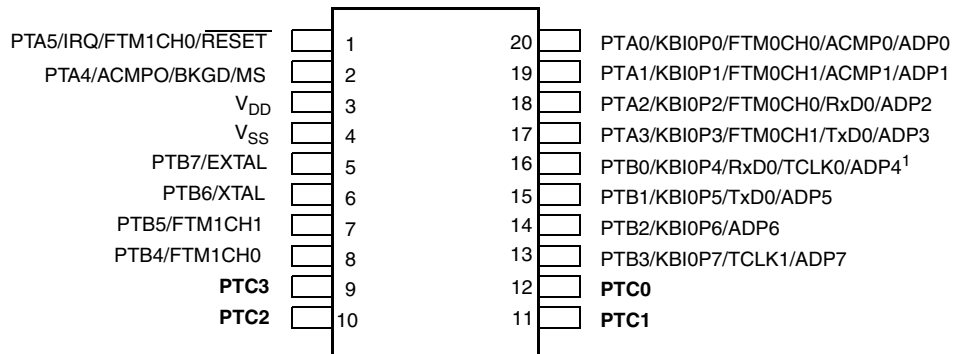 PTA5/IRQ/FTM1CH0/RESET 1 20 PTA0/KBI0P0/FTM0CH0/ACMP0/ADP0
PTA4/ACMPO/BKGD/MS 2 19 PTA1/KBI0P1/FTM0CH1/ACMP1/ADP1
VDD 3 18 PTA2/KBI0P2/FTM0CH0/RxD0/ADP2
VSS 4 17 PTA3/KBI0P3/FTM0CH1/TxD0/ADP3
PTB7/EXTAL 5 16 PTB0/KBI0P4/RxD0/TCLK0/ADP4¹
PTB6/XTAL 6 15 PTB1/KBI0P5/TxD0/ADP5
PTB5/FTM1CH1 7 14 PTB2/KBI0P6/ADP6
PTB4/FTM1CH0 8 13 PTB3/KBI0P7/TCLK1/ADP7
PTC3 9 12 PTC0
PTC2 10 11 PTC1